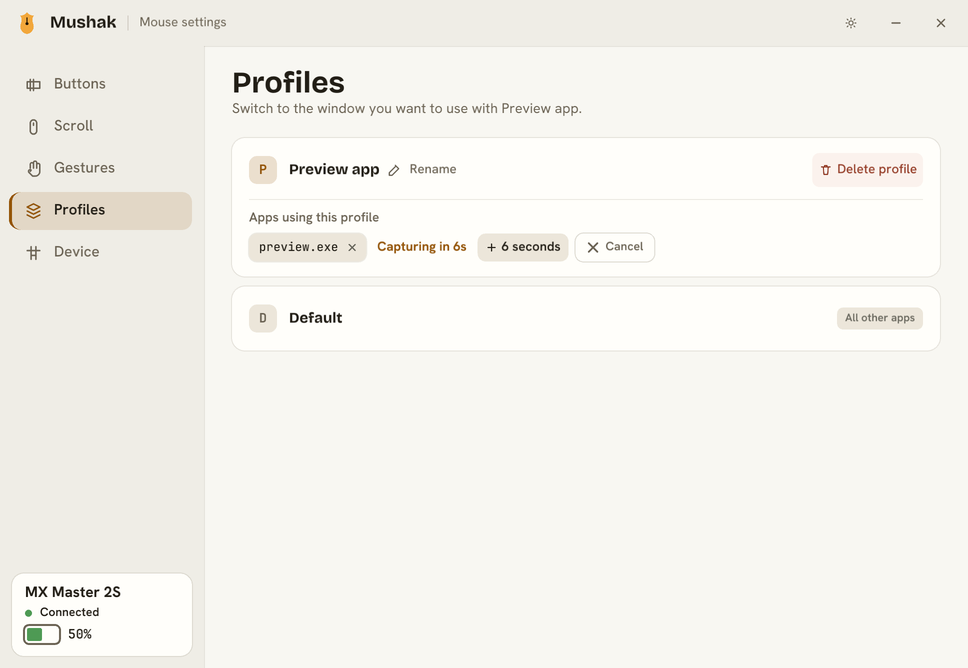 Mushak | Mouse settings
Buttons
Scroll
Gestures
Profiles
Device
MX Master 2S
Connected
50%
Profiles
Switch to the window you want to use with Preview app.
P Preview app Rename Delete profile
Apps using this profile
preview.exe × Capturing in 6s + 6 seconds Cancel
D Default All other apps